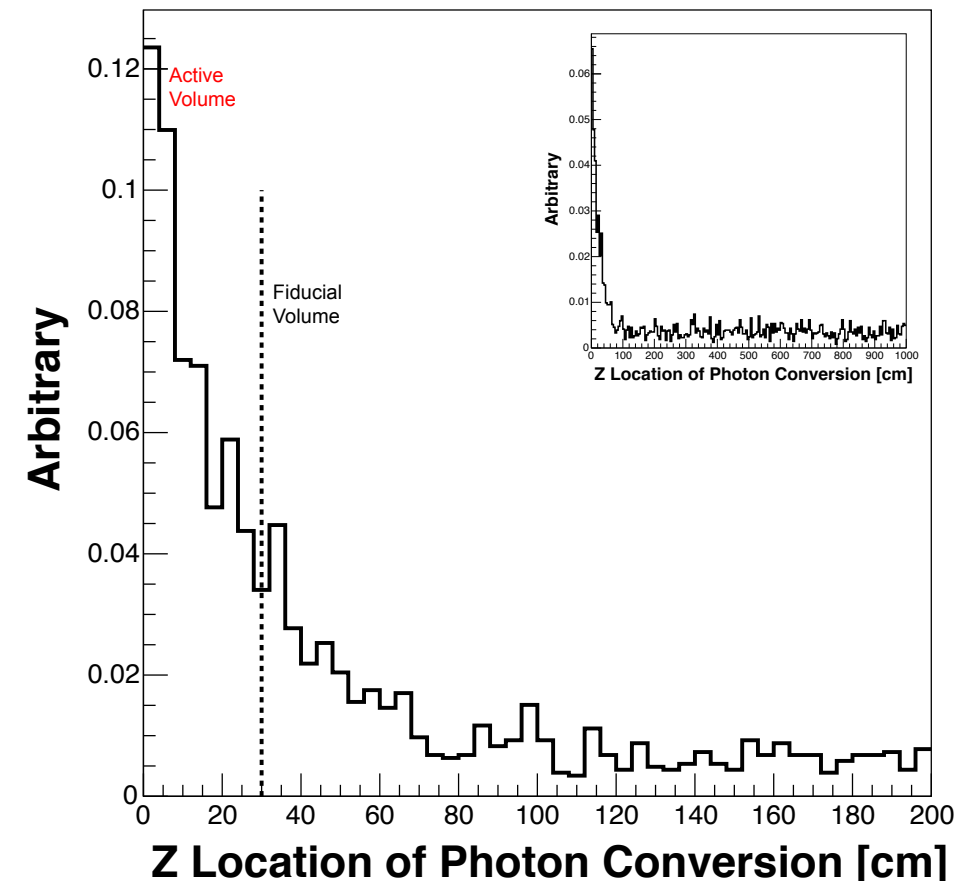 0.12
0.1
0.08
0.06
0.04
0.02
0
Arbitrary
Active
Volume
Fiducial
Volume
0 20 40 60 80 100 120 140 160 180 200
Z Location of Photon Conversion [cm]
0.06
0.05
0.04
0.03
0.02
0.01
0
Arbitrary
0 100 200 300 400 500 600 700 800 900 1000
Z Location of Photon Conversion [cm]